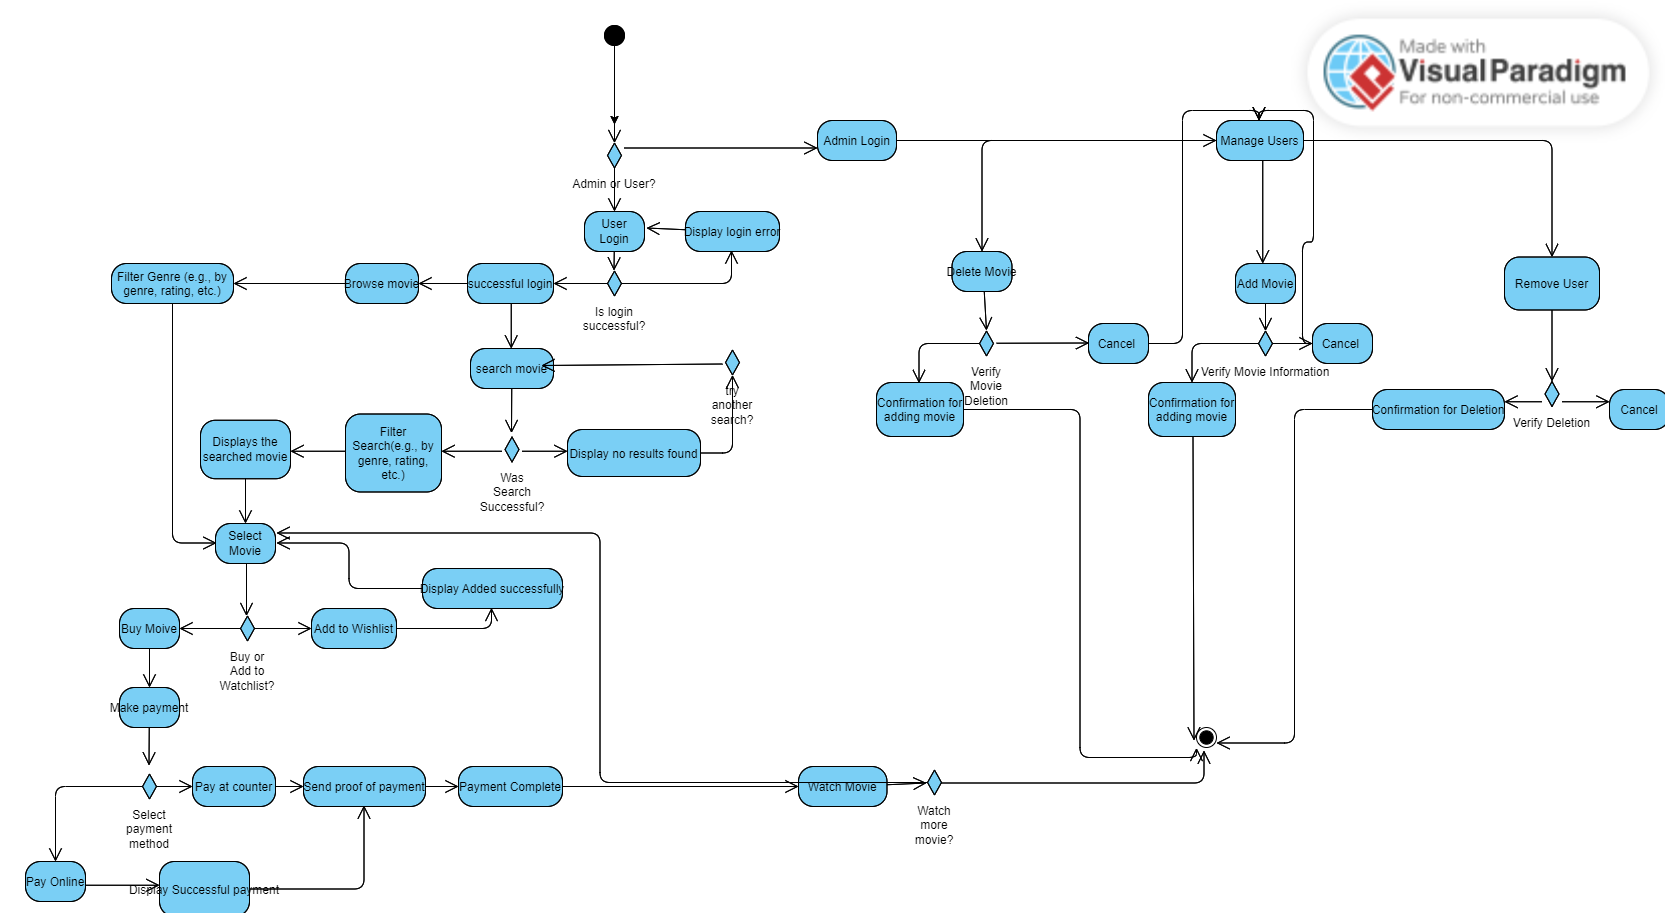 Made with
Visual Paradigm
For non-commercial use
Admin Login
Manage Users
Admin or User?
User
Login
Display login error
Filter Genre (e.g., by
genre, rating, etc.)
Browse movie
successful login
Is login
successful?
Delete Movie
Add Movie
Remove User
search movie
try
another
search?
Cancel
Verify
Movie
Deletion
Cancel
Verify Movie Information
Confirmation for
adding movie
Confirmation for
adding movie
Confirmation for Deletion
Verify Deletion
Cancel
Displays the
searched movie
Filter
Search(e.g., by
genre, rating,
etc.)
Display no results found
Was
Search
Successful?
Select
Movie
Display Added successfully
Buy Moive
Add to Wishlist
Buy or
Add to
Watchlist?
Make payment
Pay at counter
Send proof of payment
Payment Complete
Watch Movie
Select
payment
method
Watch
more
movie?
Pay Online
Display Successful payment